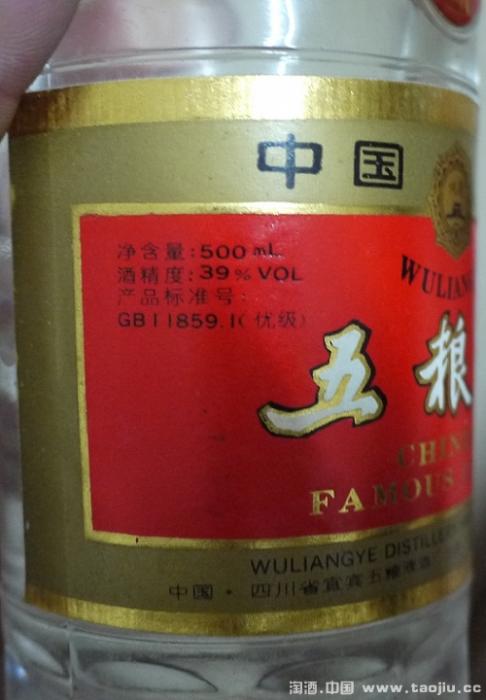 中国
净含量:500mL
酒精度:39%VOL
产品标准号:
GB11859.1(优级)
WULIANG
五粮
CHIN
FAMOUS
WULIANGYE DISTILLER
中国·四川省宜宾五粮液
淘酒.中国 www.taojiu.cc